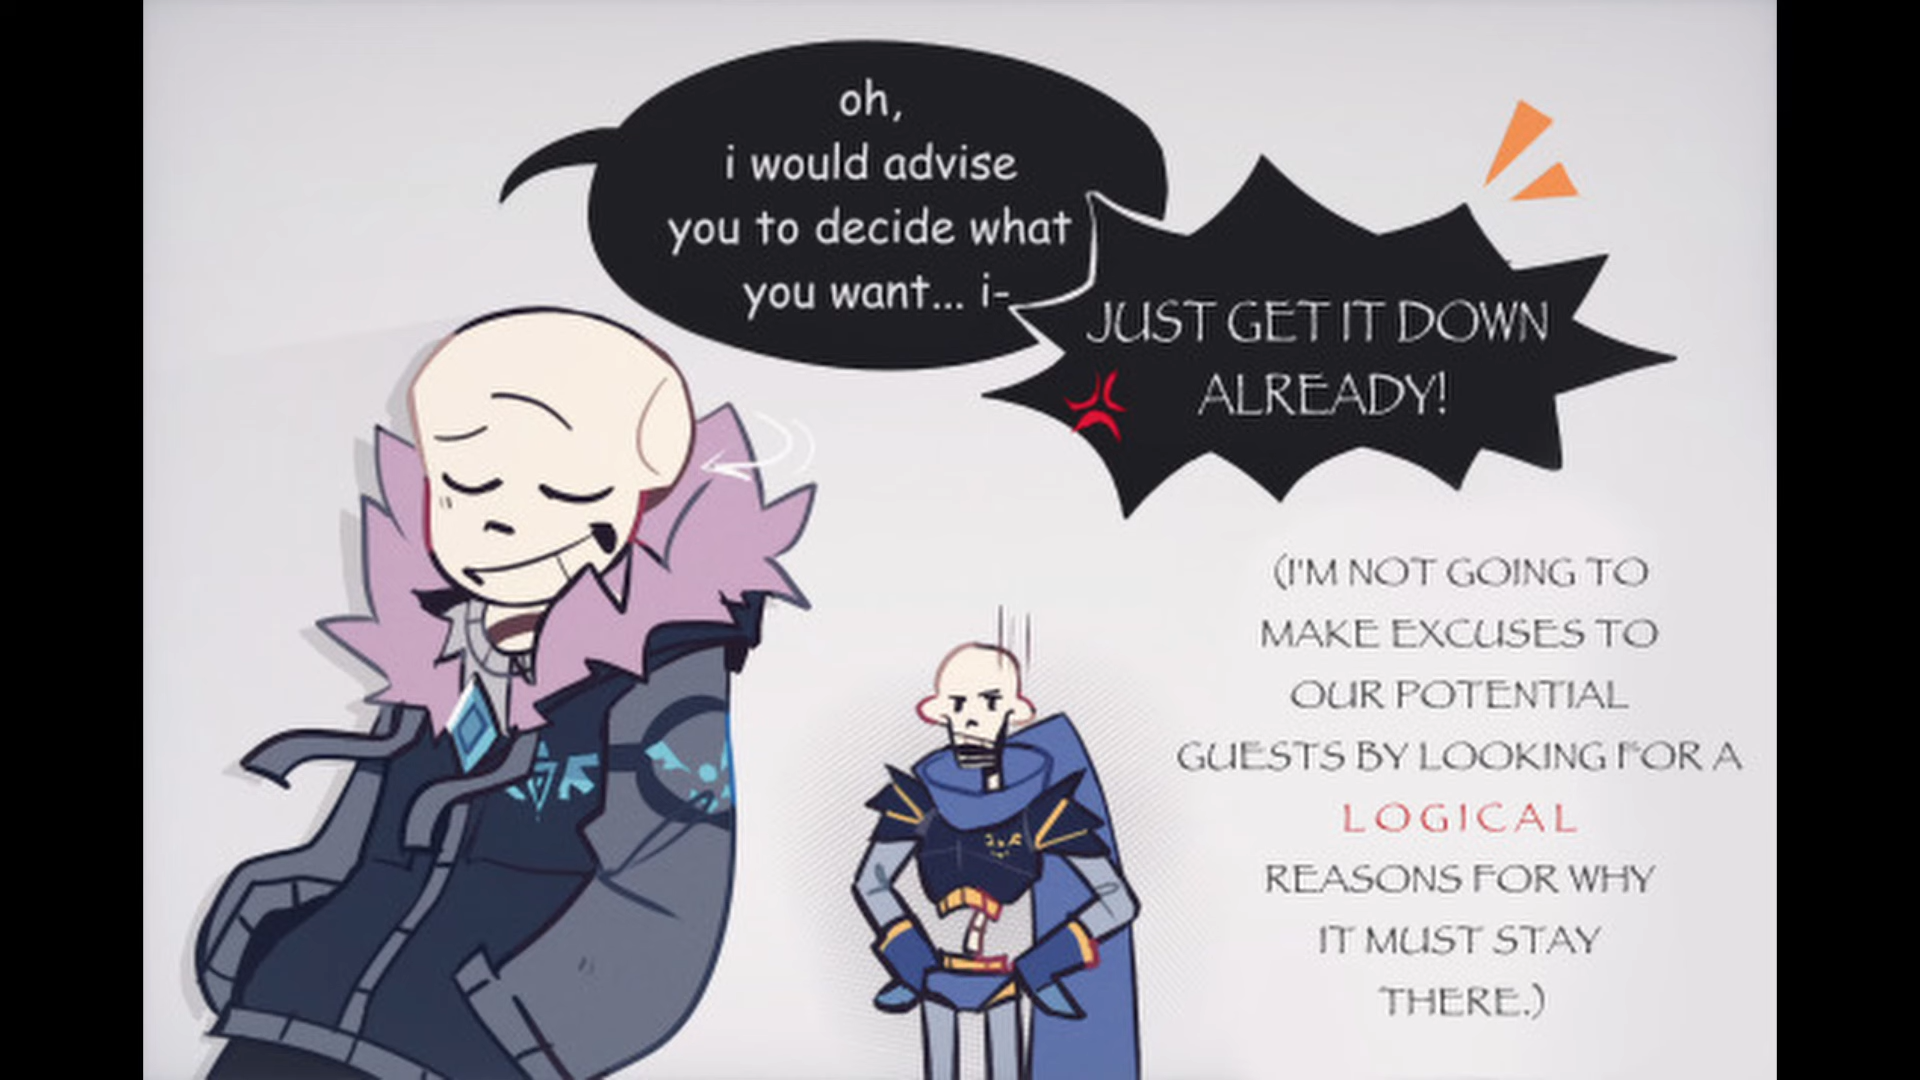 oh,
i would advise
you to decide what
you want... i-
JUST GET IT DOWN
ALREADY!
(I'M NOT GOING TO
MAKE EXCUSES TO
OUR POTENTIAL
GUESTS BY LOOKING FOR A
LOGICAL
REASONS FOR WHY
IT MUST STAY
THERE.)